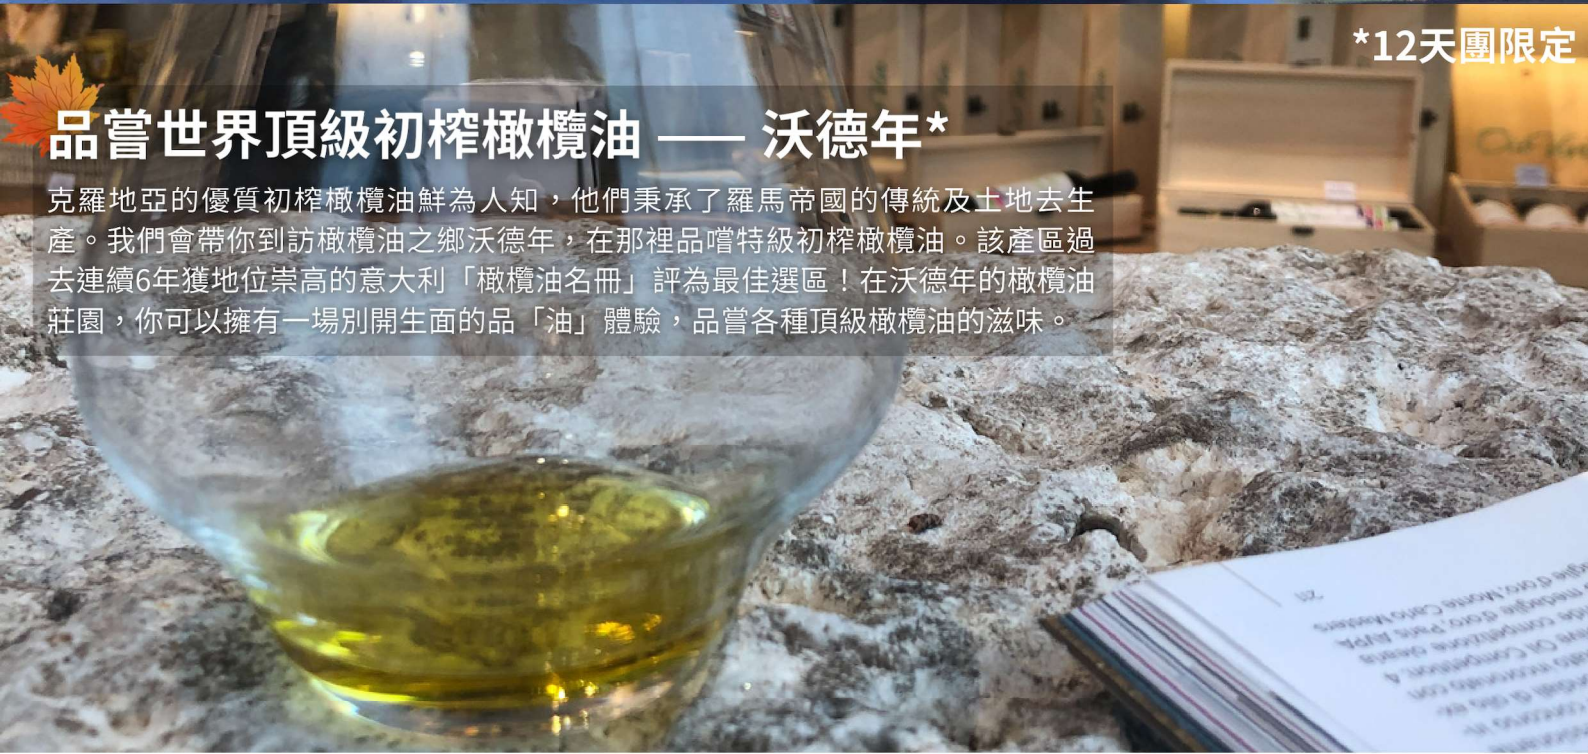 *12天團限定
品嘗世界頂級初榨橄欖油 —— 沃德年*
克羅地亞的優質初榨橄欖油鮮為人知，他們秉承了羅馬帝國的傳統及土地去生
產。我們會帶你到訪橄欖油之鄉沃德年，在那裡品嚐特級初榨橄欖油。該產區過
去連續6年獲地位崇高的意大利「橄欖油名冊」評為最佳選區！在沃德年的橄欖油
莊園，你可以擁有一場別開生面的品「油」體驗，品嘗各種頂級橄欖油的滋味。